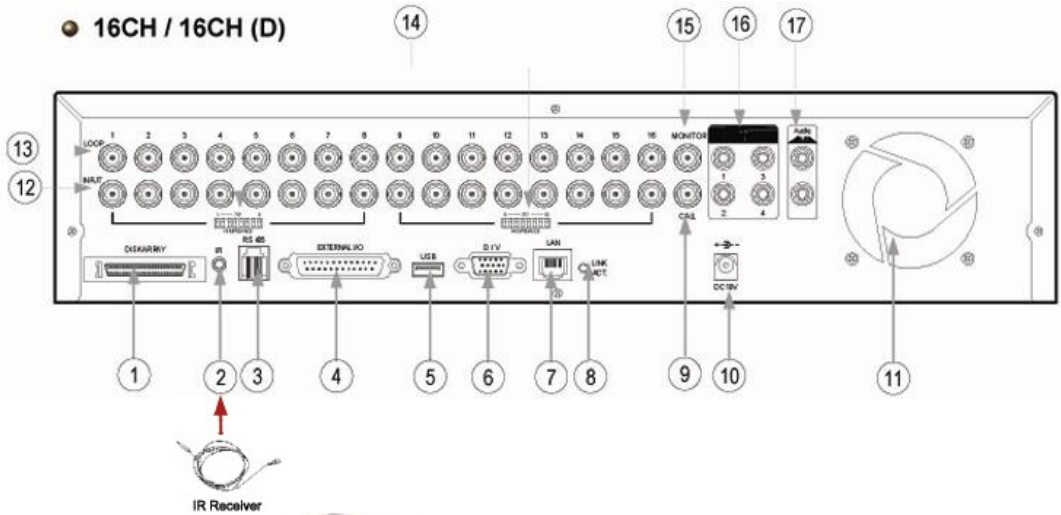 16CH / 16CH (D)
14
15
16
17
13
12
LOOP
1 2 3 4 5 6 7 8 9 10 11 12 13 14 15 16
MONITOR
Audio
INPUT
1 3
2 4
CALL
DISKARRAY
IR
RS 485
EXTERNAL I/O
USB
D I V
LAN
LINK
ACT.
DC19V
1 2 3 4 5 6 7 8 9 10 11
IR Receiver